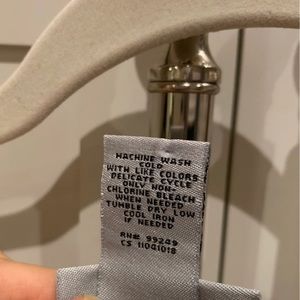 MACHINE WASH
COLD
WITH LIKE COLORS
DELICATE CYCLE
ONLY NON-
CHLORINE BLEACH
WHEN NEEDED
TUMBLE DRY LOW
COOL IRON
IF NEEDED
RN# 99249
CS 11041018